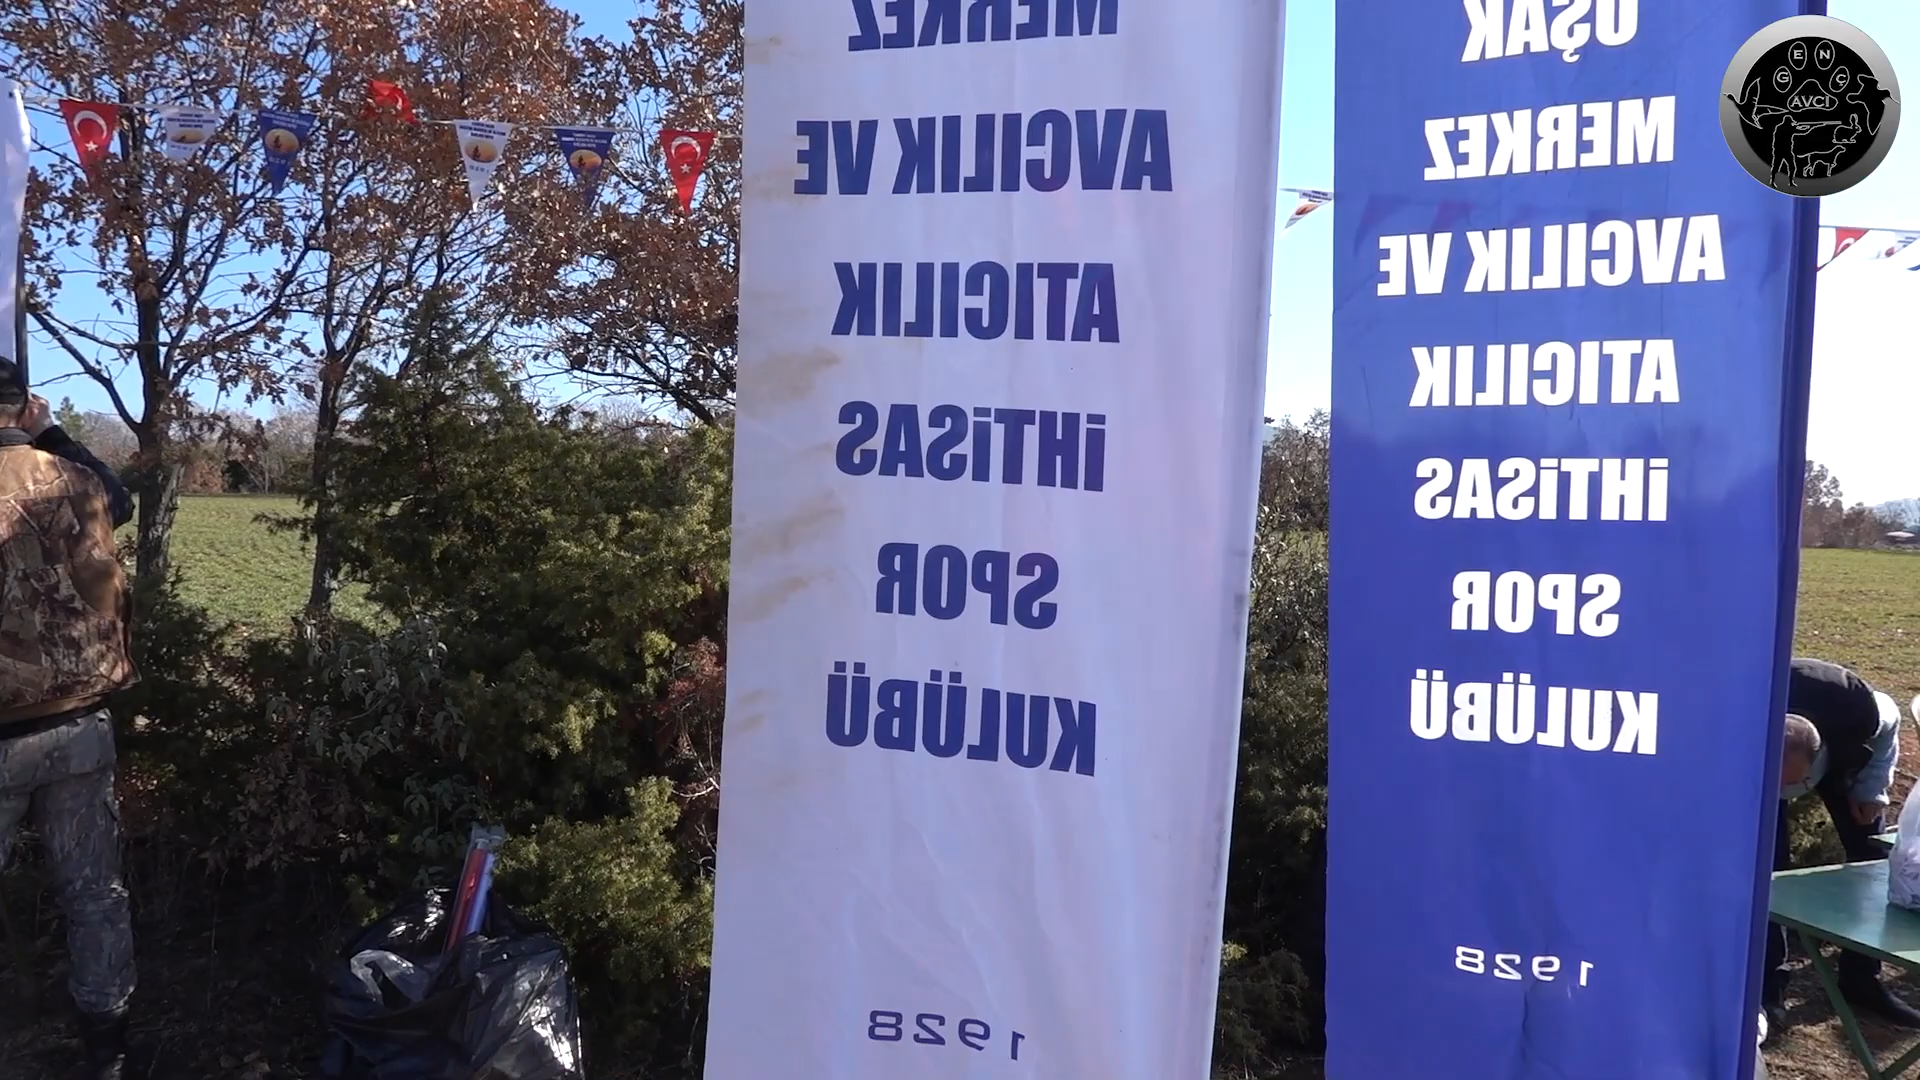 MERKEZ
AVCILIK VE
ATICILIK
İHTİSAS
SPOR
KULÜBÜ
1928
UŞAK
MERKEZ
AVCILIK VE
ATICILIK
İHTİSAS
SPOR
KULÜBÜ
1928
GENÇ
AVCI